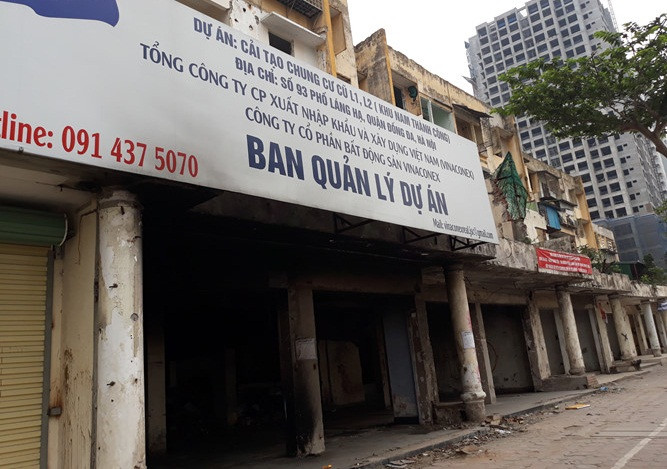 DỰ ÁN: CẢI TẠO CHUNG CƯ CŨ L1, L2 ( KHU NAM THÀNH CÔNG)
ĐỊA CHỈ: SỐ 93 PHỐ LÁNG HẠ, QUẬN ĐỐNG ĐA, HÀ NỘI
TỔNG CÔNG TY CP XUẤT NHẬP KHẨU VÀ XÂY DỰNG VIỆT NAM (VINACONEX)
CÔNG TY CỔ PHẦN BẤT ĐỘNG SẢN VINACONEX
tline: 091 437 5070
BAN QUẢN LÝ DỰ ÁN